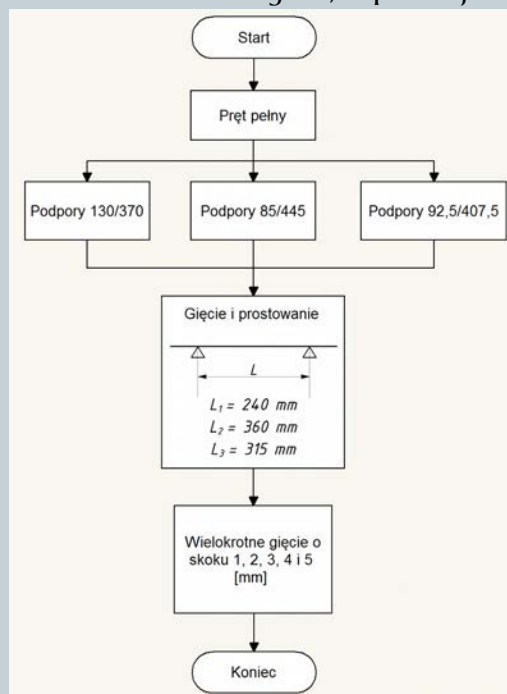 Start
Pręt pełny
Podpory 130/370
Podpory 85/445
Podpory 92,5/407,5
Gięcie i prostowanie
L
L₁ = 240 mm
L₂ = 360 mm
L₃ = 315 mm
Wielokrotne gięcie o
skoku 1, 2, 3, 4 i 5
[mm]
Koniec